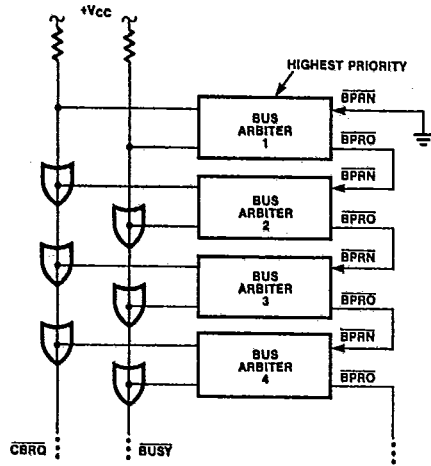 +VCC
HIGHEST PRIORITY
BUS
ARBITER
1
BPRN
BPRO
BUS
ARBITER
2
BPRN
BPRO
BUS
ARBITER
3
BPRN
BPRO
BUS
ARBITER
4
BPRN
BPRO
CBRQ
BUSY